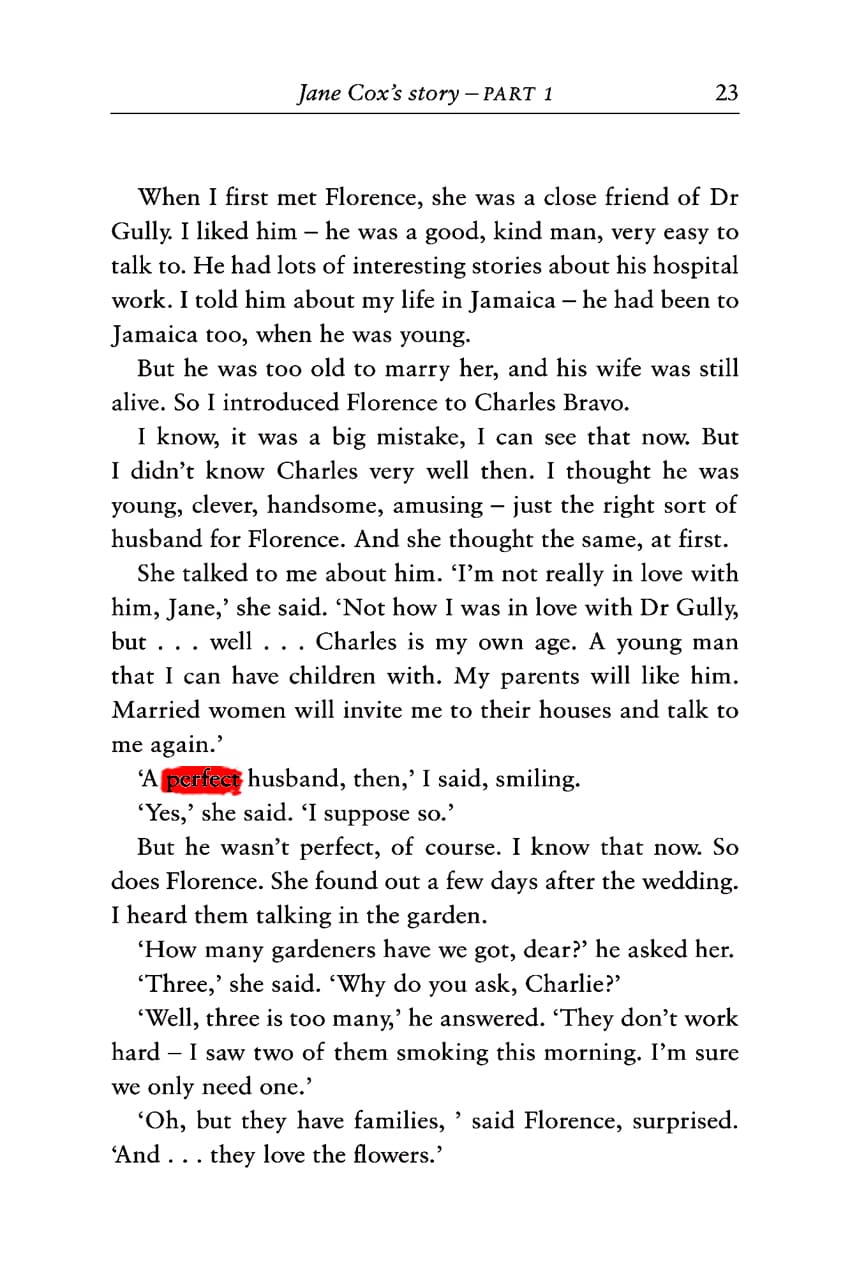 Jane Cox’s story – PART 1 23
When I first met Florence, she was a close friend of Dr
Gully. I liked him – he was a good, kind man, very easy to
talk to. He had lots of interesting stories about his hospital
work. I told him about my life in Jamaica – he had been to
Jamaica too, when he was young.
But he was too old to marry her, and his wife was still
alive. So I introduced Florence to Charles Bravo.
I know, it was a big mistake, I can see that now. But
I didn’t know Charles very well then. I thought he was
young, clever, handsome, amusing – just the right sort of
husband for Florence. And she thought the same, at first.
She talked to me about him. ‘I’m not really in love with
him, Jane,’ she said. ‘Not how I was in love with Dr Gully,
but . . . well . . . Charles is my own age. A young man
that I can have children with. My parents will like him.
Married women will invite me to their houses and talk to
me again.’
‘A perfect husband, then,’ I said, smiling.
‘Yes,’ she said. ‘I suppose so.’
But he wasn’t perfect, of course. I know that now. So
does Florence. She found out a few days after the wedding.
I heard them talking in the garden.
‘How many gardeners have we got, dear?’ he asked her.
‘Three,’ she said. ‘Why do you ask, Charlie?’
‘Well, three is too many,’ he answered. ‘They don’t work
hard – I saw two of them smoking this morning. I’m sure
we only need one.’
‘Oh, but they have families, ’ said Florence, surprised.
‘And . . . they love the flowers.’